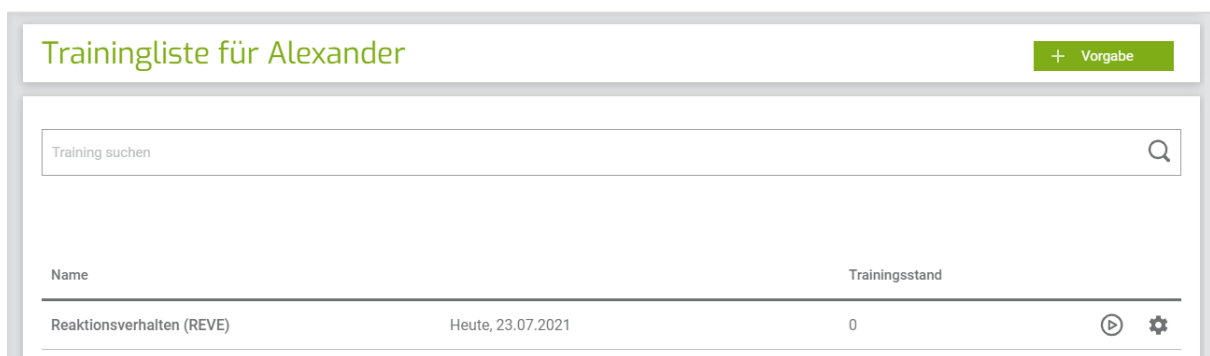 Trainingliste für Alexander
+ Vorgabe
Training suchen
Name Trainingsstand
Reaktionsverhalten (REVE) Heute, 23.07.2021 0